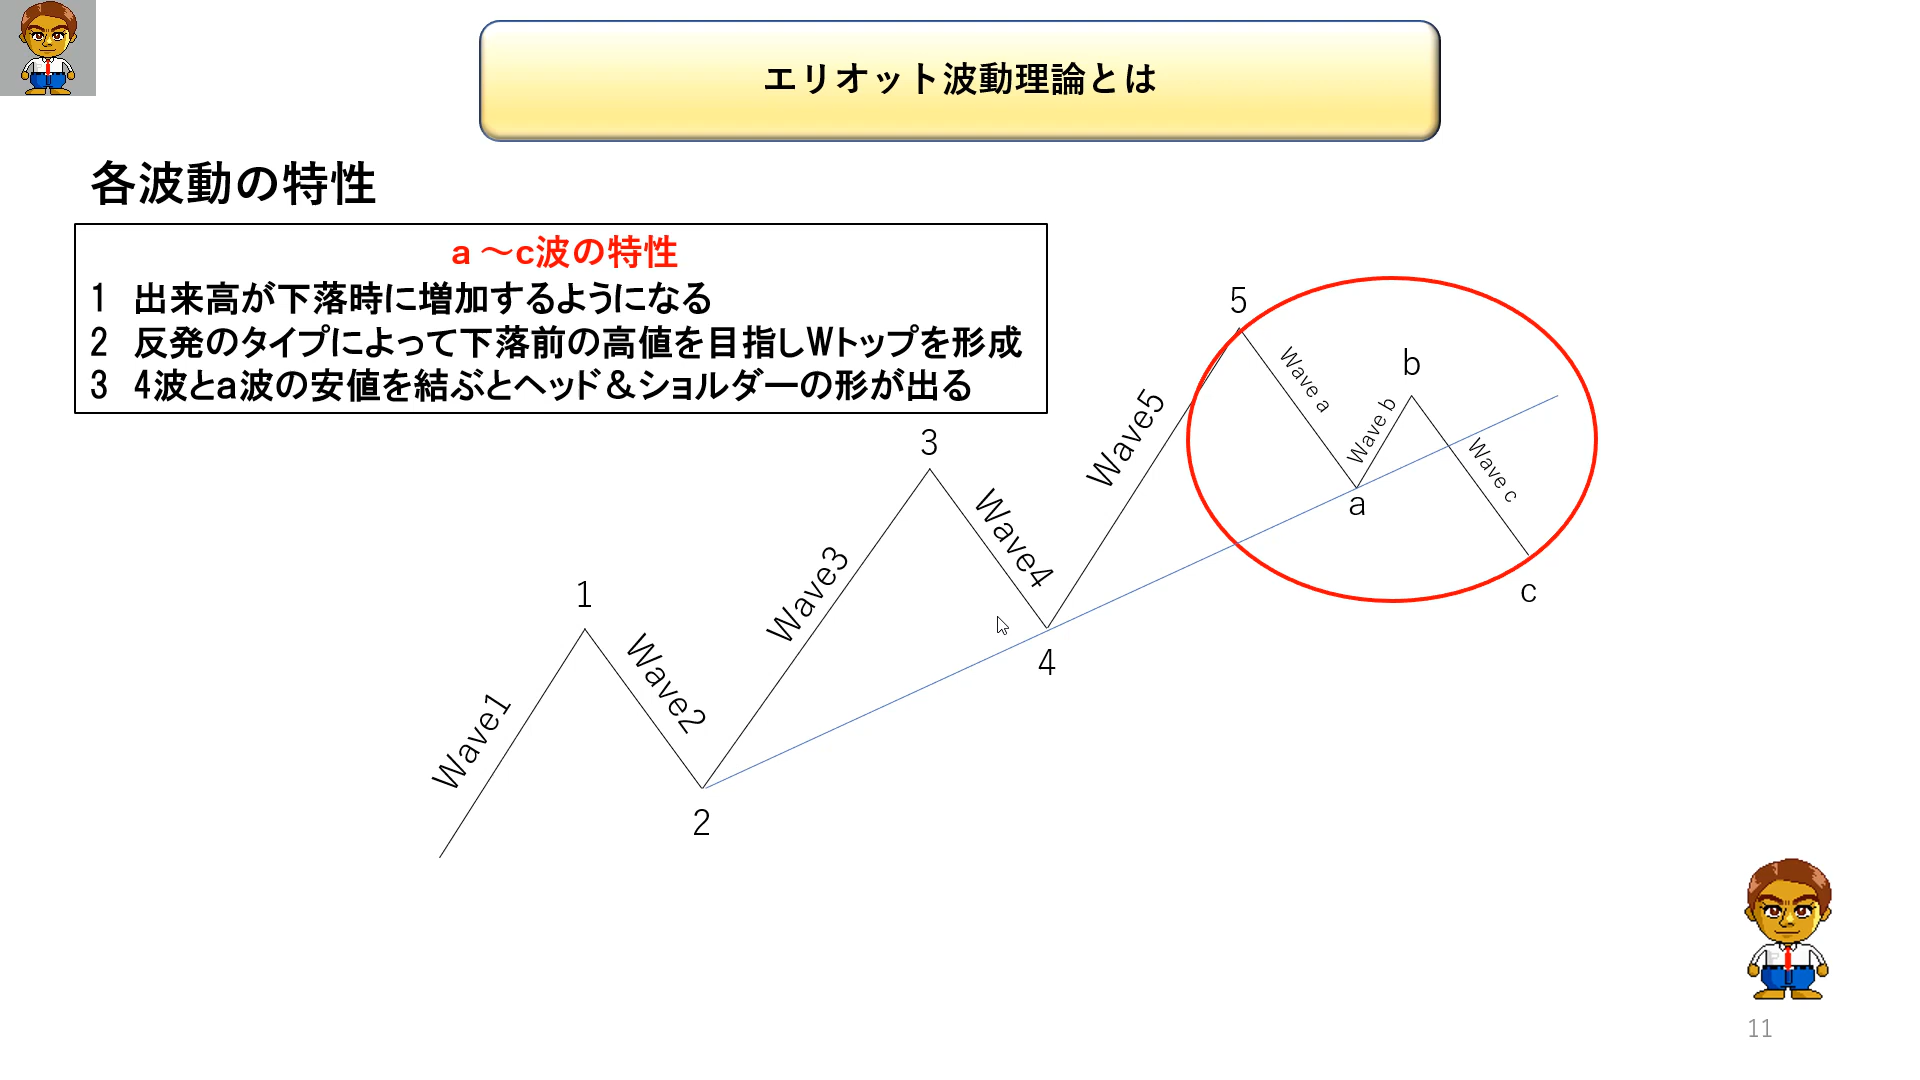 エリオット波動理論とは
各波動の特性
a ～c波の特性
1 出来高が下落時に増加するようになる
2 反発のタイプによって下落前の高値を目指しWトップを形成
3 4波とa波の安値を結ぶとヘッド＆ショルダーの形が出る
5
Wave a
b
Wave b
Wave5
3
Wave c
a
Wave4
Wave3
c
1
4
Wave2
Wave1
2
11